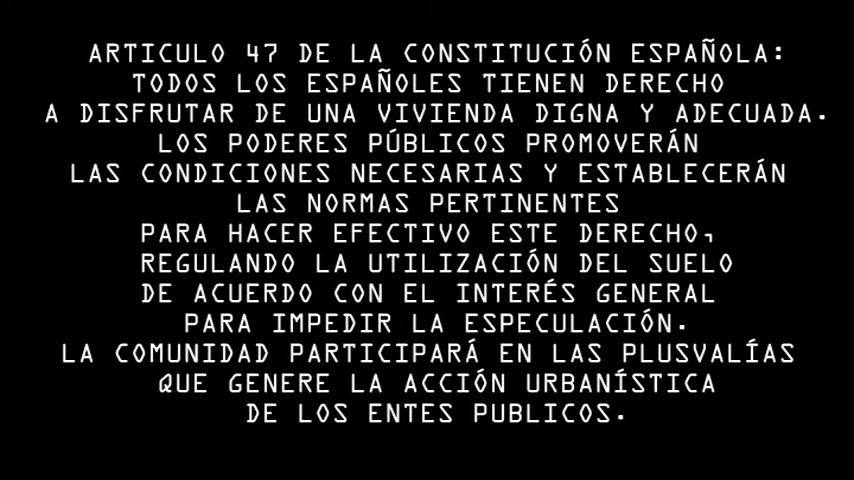 ARTICULO 47 DE LA CONSTITUCIÓN ESPAÑOLA:
TODOS LOS ESPAÑOLES TIENEN DERECHO
A DISFRUTAR DE UNA VIVIENDA DIGNA Y ADECUADA.
LOS PODERES PÚBLICOS PROMOVERÁN
LAS CONDICIONES NECESARIAS Y ESTABLECERÁN
LAS NORMAS PERTINENTES
PARA HACER EFECTIVO ESTE DERECHO,
REGULANDO LA UTILIZACIÓN DEL SUELO
DE ACUERDO CON EL INTERÉS GENERAL
PARA IMPEDIR LA ESPECULACIÓN.
LA COMUNIDAD PARTICIPARÁ EN LAS PLUSVALÍAS
QUE GENERE LA ACCIÓN URBANÍSTICA
DE LOS ENTES PUBLICOS.